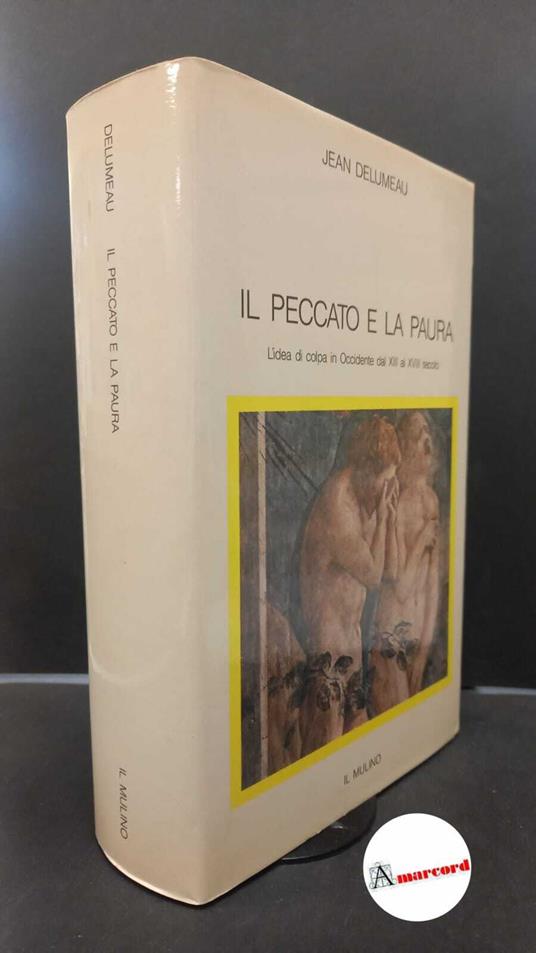 JEAN DELUMEAU
IL PECCATO E LA PAURA
L'idea di colpa in Occidente dal XIII al XVIII secolo
IL MULINO
DELUMEAU IL PECCATO E LA PAURA
IL MULINO
Amarcord